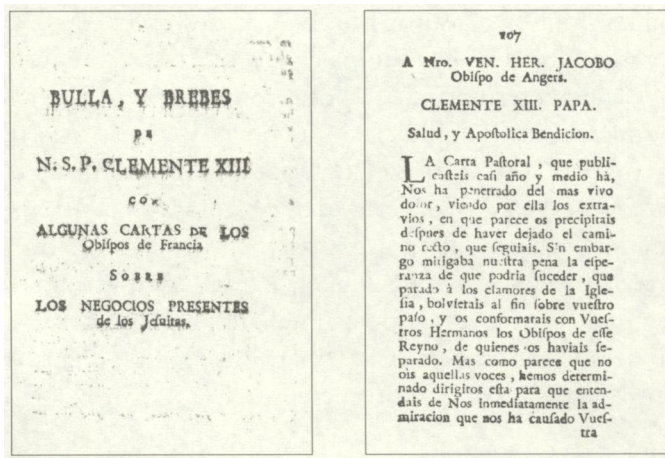 BULLA, Y BREBES
DE
N. S. P. CLEMENTE XIII
CON
ALGUNAS CARTAS DE LOS
Obiſpos de Francia
SOBRE
LOS NEGOCIOS PRESENTES
de los Jeſuitas,
107
A Nro. VEN. HER. JACOBO
Obiſpo de Angers.
CLEMENTE XIII. PAPA.
Salud, y Apoſtolica Bendicion.
LA Carta Paſtoral, que publi-
caſteis caſi año y medio hà,
Nos ha penetrado del mas vivo
dolor, viendo por ella los extra-
vios, en que parece os precipitais
deſpues de haver dejado el cami-
no recto, que ſeguiais. Sin embar-
go mitigaba nueſtra pena la eſpe-
ranza de que podria ſuceder, que
parado à los clamores de la Igle-
ſia, bolvierais al fin ſobre vueſtro
paſo, y os conformarais con Vueſ-
tros Hermanos los Obiſpos de eſſe
Reyno, de quienes os haviais ſe-
parado. Mas como parece que no
ois aquellas voces, hemos determi-
nado dirigiros eſta para que enten-
dais de Nos inmediatamente la ad-
miracion que nos ha cauſado Vueſ-
tra